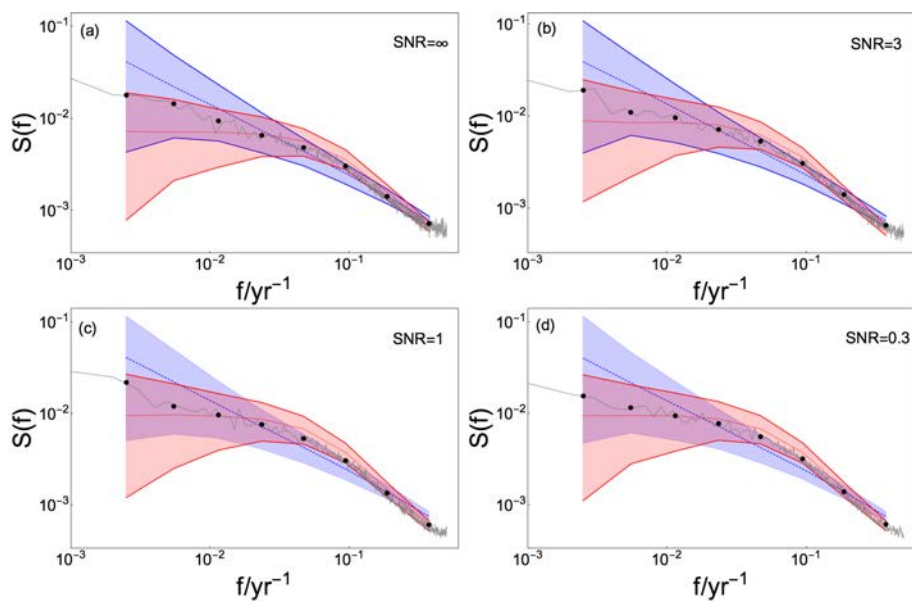 (a)
SNR=∞
10⁻¹
10⁻²
10⁻³
S(f)
10⁻³
10⁻²
10⁻¹
f/yr⁻¹
(b)
SNR=3
10⁻¹
10⁻²
10⁻³
S(f)
10⁻³
10⁻²
10⁻¹
f/yr⁻¹
(c)
SNR=1
10⁻¹
10⁻²
10⁻³
S(f)
10⁻³
10⁻²
10⁻¹
f/yr⁻¹
(d)
SNR=0.3
10⁻¹
10⁻²
10⁻³
S(f)
10⁻³
10⁻²
10⁻¹
f/yr⁻¹